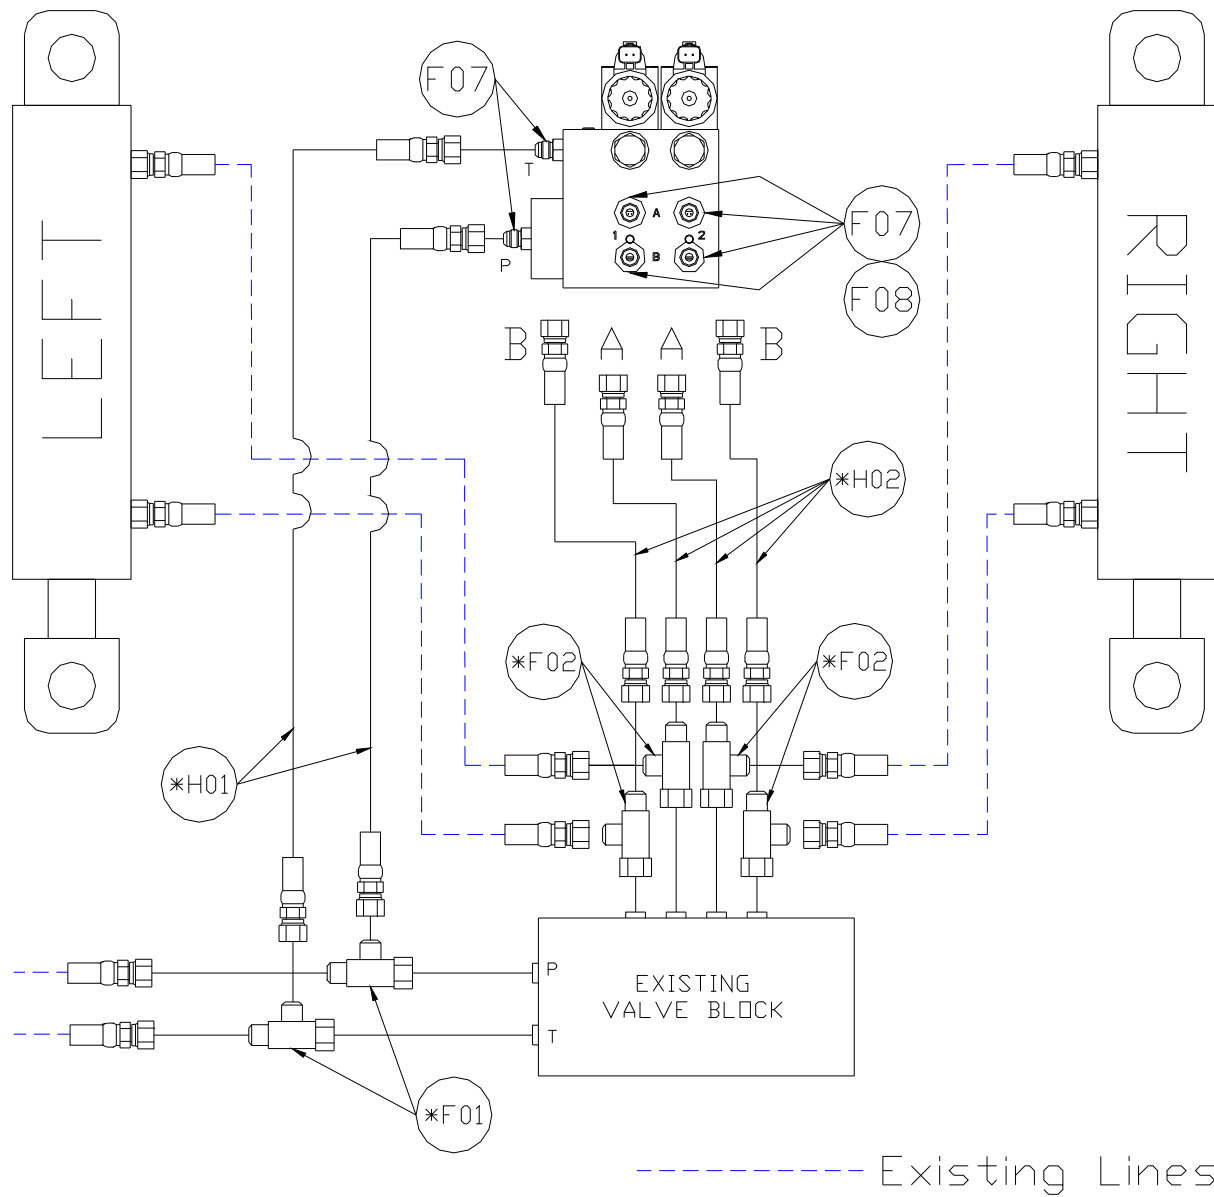 F07
T
P
A
1
2
B
F07
F08
LEFT
RIGHT
B
A
A
B
*H02
*F02
*F02
*H01
P
EXISTING
VALVE BLOCK
T
*F01
Existing Lines